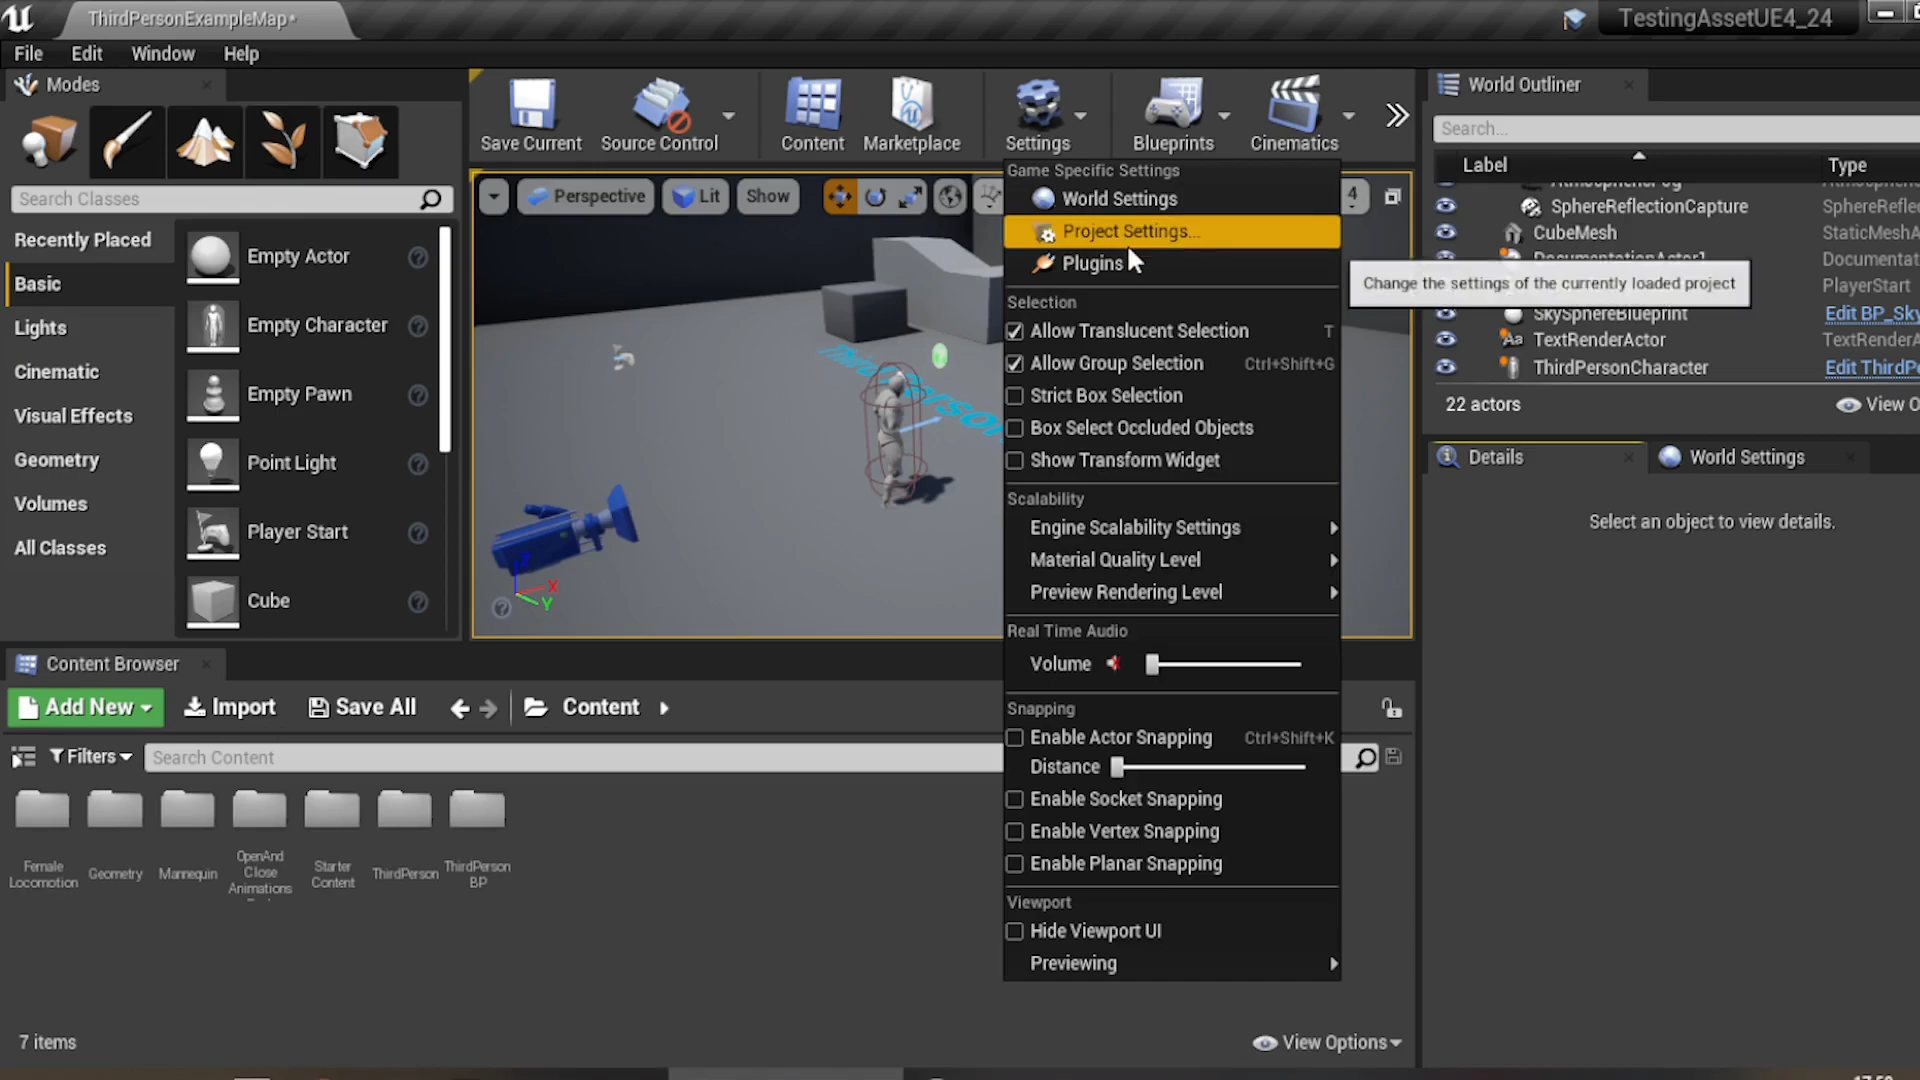 ThirdPersonExampleMap*
TestingAssetUE4_24
File Edit Window Help
Modes
Save Current
Source Control
Content
Marketplace
Settings
Blueprints
Cinematics
World Outliner
Search...
Label
Type
Search Classes
Recently Placed
Basic
Lights
Cinematic
Visual Effects
Geometry
Volumes
All Classes
Empty Actor
Empty Character
Empty Pawn
Point Light
Player Start
Cube
Perspective
Lit
Show
4
X
Y
Game Specific Settings
World Settings
Project Settings...
Plugins
Selection
Allow Translucent Selection T
Allow Group Selection Ctrl+Shift+G
Strict Box Selection
Box Select Occluded Objects
Show Transform Widget
Scalability
Engine Scalability Settings
Material Quality Level
Preview Rendering Level
Real Time Audio
Volume
Snapping
Enable Actor Snapping Ctrl+Shift+K
Distance
Enable Socket Snapping
Enable Vertex Snapping
Enable Planar Snapping
Viewport
Hide Viewport UI
Previewing
Change the settings of the currently loaded project
SphereReflectionCapture SphereReflec
CubeMesh StaticMeshA
DocumentationActor1 Documentat
PlayerStart
SkySphereBlueprint Edit BP_Sky
TextRenderActor TextRenderA
ThirdPersonCharacter Edit ThirdPe
22 actors
View O
Details
World Settings
Select an object to view details.
Content Browser
Add New
Import
Save All
Content
Filters
Search Content
Female
Locomotion
Geometry
Mannequin
OpenAnd
Close
Animations
Starter
Content
ThirdPerson
ThirdPerson
BP
7 items
View Options